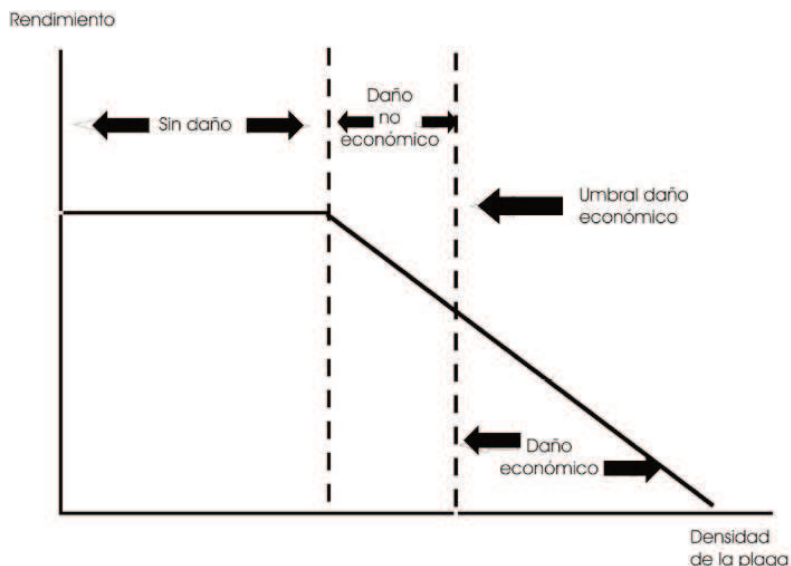 Rendimiento
Sin daño
Daño
no
económico
Umbral daño
económico
Daño
económico
Densidad
de la plaga